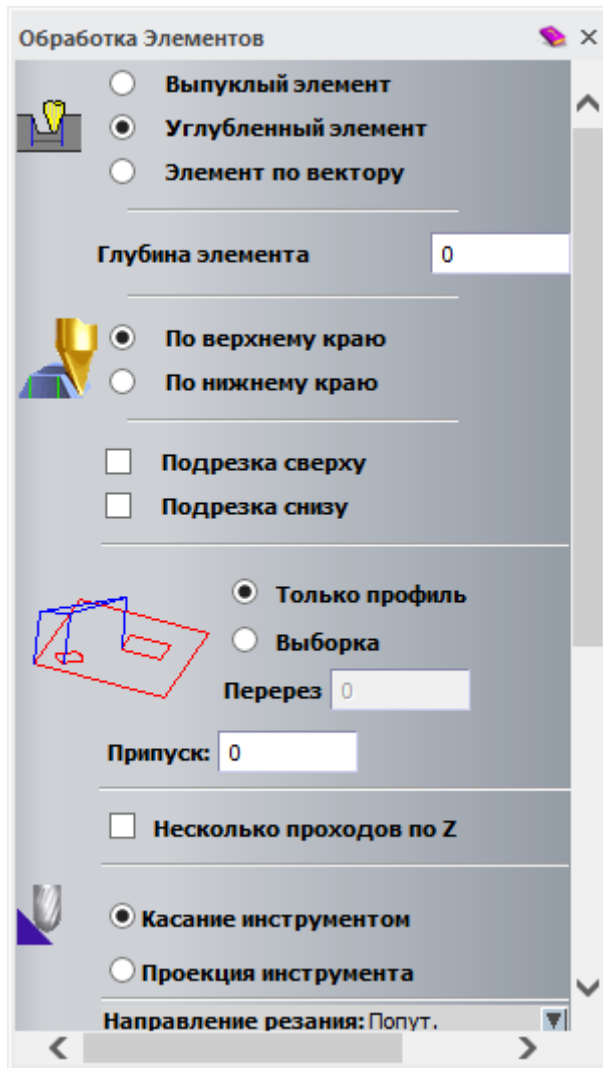 Обработка Элементов
Выпуклый элемент
Углубленный элемент
Элемент по вектору
Глубина элемента 0
По верхнему краю
По нижнему краю
Подрезка сверху
Подрезка снизу
Только профиль
Выборка
Перерез 0
Припуск: 0
Несколько проходов по Z
Касание инструментом
Проекция инструмента
Направление резания: Попут.